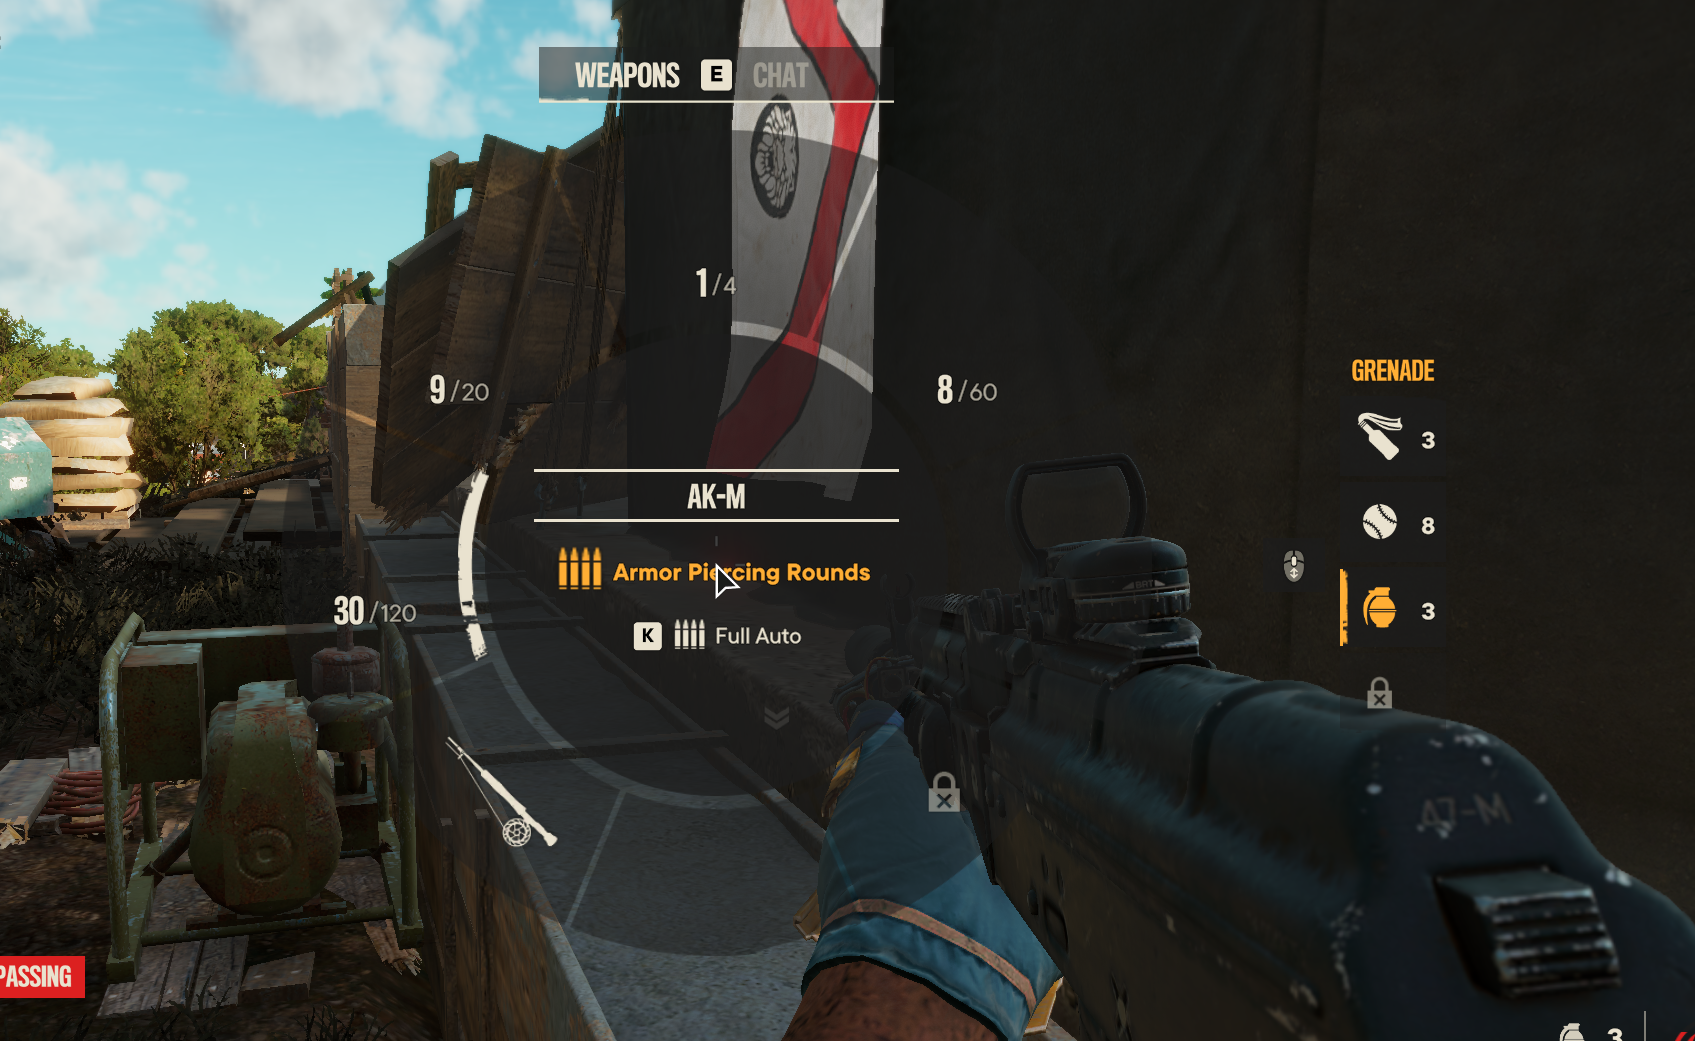 WEAPONS E CHAT
1/4
9/20
8/60
GRENADE
3
AK-M
8
Armor Piercing Rounds
30/120
3
K Full Auto
47-M
PASSING
3